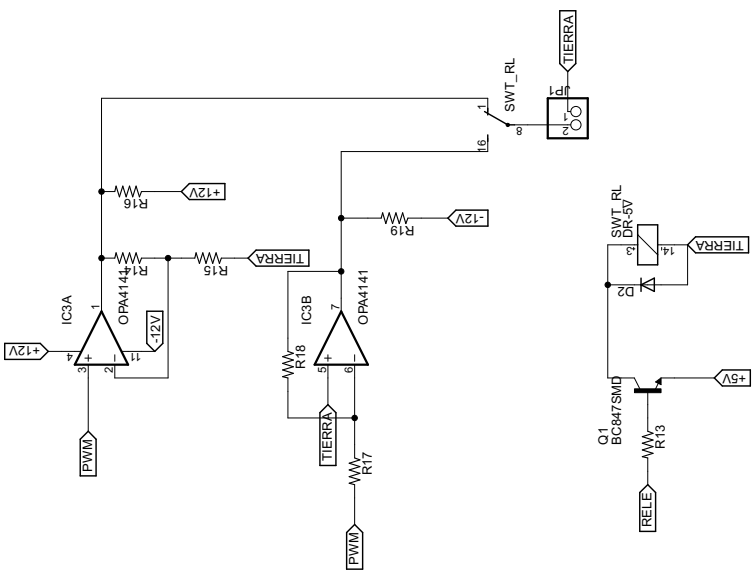 IC3A
OPA4141
+12V
4
3
+
2
−
11
-12V
1
PWM
R14
R15
TIERRA
R16
+12V
IC3B
OPA4141
5
+
6
−
7
R18
TIERRA
R17
PWM
R19
-12V
1
16
8
SWT_RL
JP1
1
2
TIERRA
SWT_RL
DR-5V
14
TIERRA
D2
Q1
BC847SMD
+5V
R13
RELE